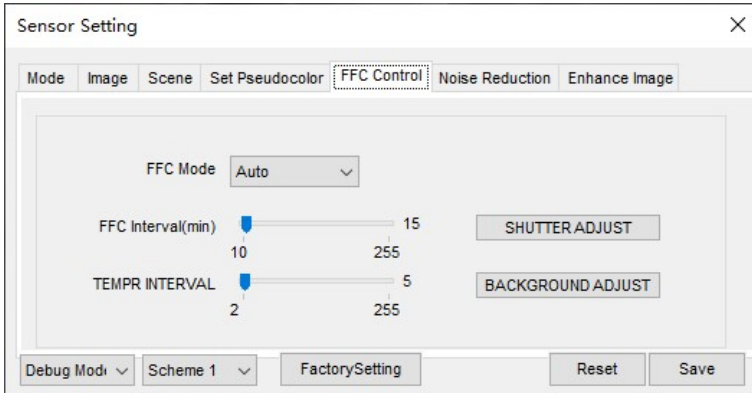 Sensor Setting
Mode Image Scene Set Pseudocolor FFC Control Noise Reduction Enhance Image
FFC Mode Auto
FFC Interval(min) 15 SHUTTER ADJUST
10 255
TEMPR INTERVAL 5 BACKGROUND ADJUST
2 255
Debug Mod Scheme 1 FactorySetting Reset Save